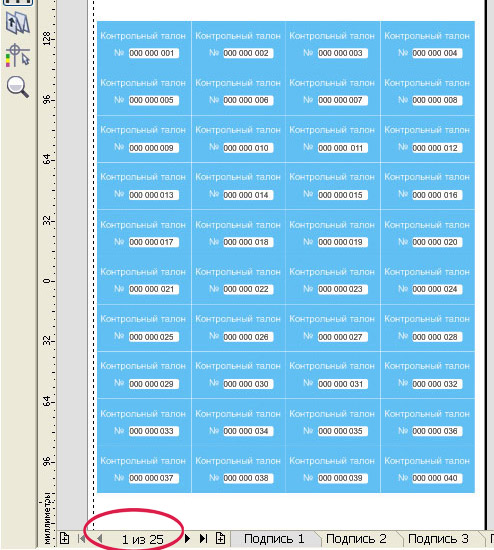 Контрольный талон Контрольный талон Контрольный талон Контрольный талон
№ 000 000 001 № 000 000 002 № 000 000 003 № 000 000 004
Контрольный талон Контрольный талон Контрольный талон Контрольный талон
№ 000 000 005 № 000 000 006 № 000 000 007 № 000 000 008
Контрольный талон Контрольный талон Контрольный талон Контрольный талон
№ 000 000 009 № 000 000 010 № 000 000 011 № 000 000 012
Контрольный талон Контрольный талон Контрольный талон Контрольный талон
№ 000 000 013 № 000 000 014 № 000 000 015 № 000 000 016
Контрольный талон Контрольный талон Контрольный талон Контрольный талон
№ 000 000 017 № 000 000 018 № 000 000 019 № 000 000 020
Контрольный талон Контрольный талон Контрольный талон Контрольный талон
№ 000 000 021 № 000 000 022 № 000 000 023 № 000 000 024
Контрольный талон Контрольный талон Контрольный талон Контрольный талон
№ 000 000 025 № 000 000 026 № 000 000 027 № 000 000 028
Контрольный талон Контрольный талон Контрольный талон Контрольный талон
№ 000 000 029 № 000 000 030 № 000 000 031 № 000 000 032
Контрольный талон Контрольный талон Контрольный талон Контрольный талон
№ 000 000 033 № 000 000 034 № 000 000 035 № 000 000 036
Контрольный талон Контрольный талон Контрольный талон Контрольный талон
№ 000 000 037 № 000 000 038 № 000 000 039 № 000 000 040
128
96
64
32
0
32
64
96
128
миллиметры
1 из 25 Подпись 1 Подпись 2 Подпись 3